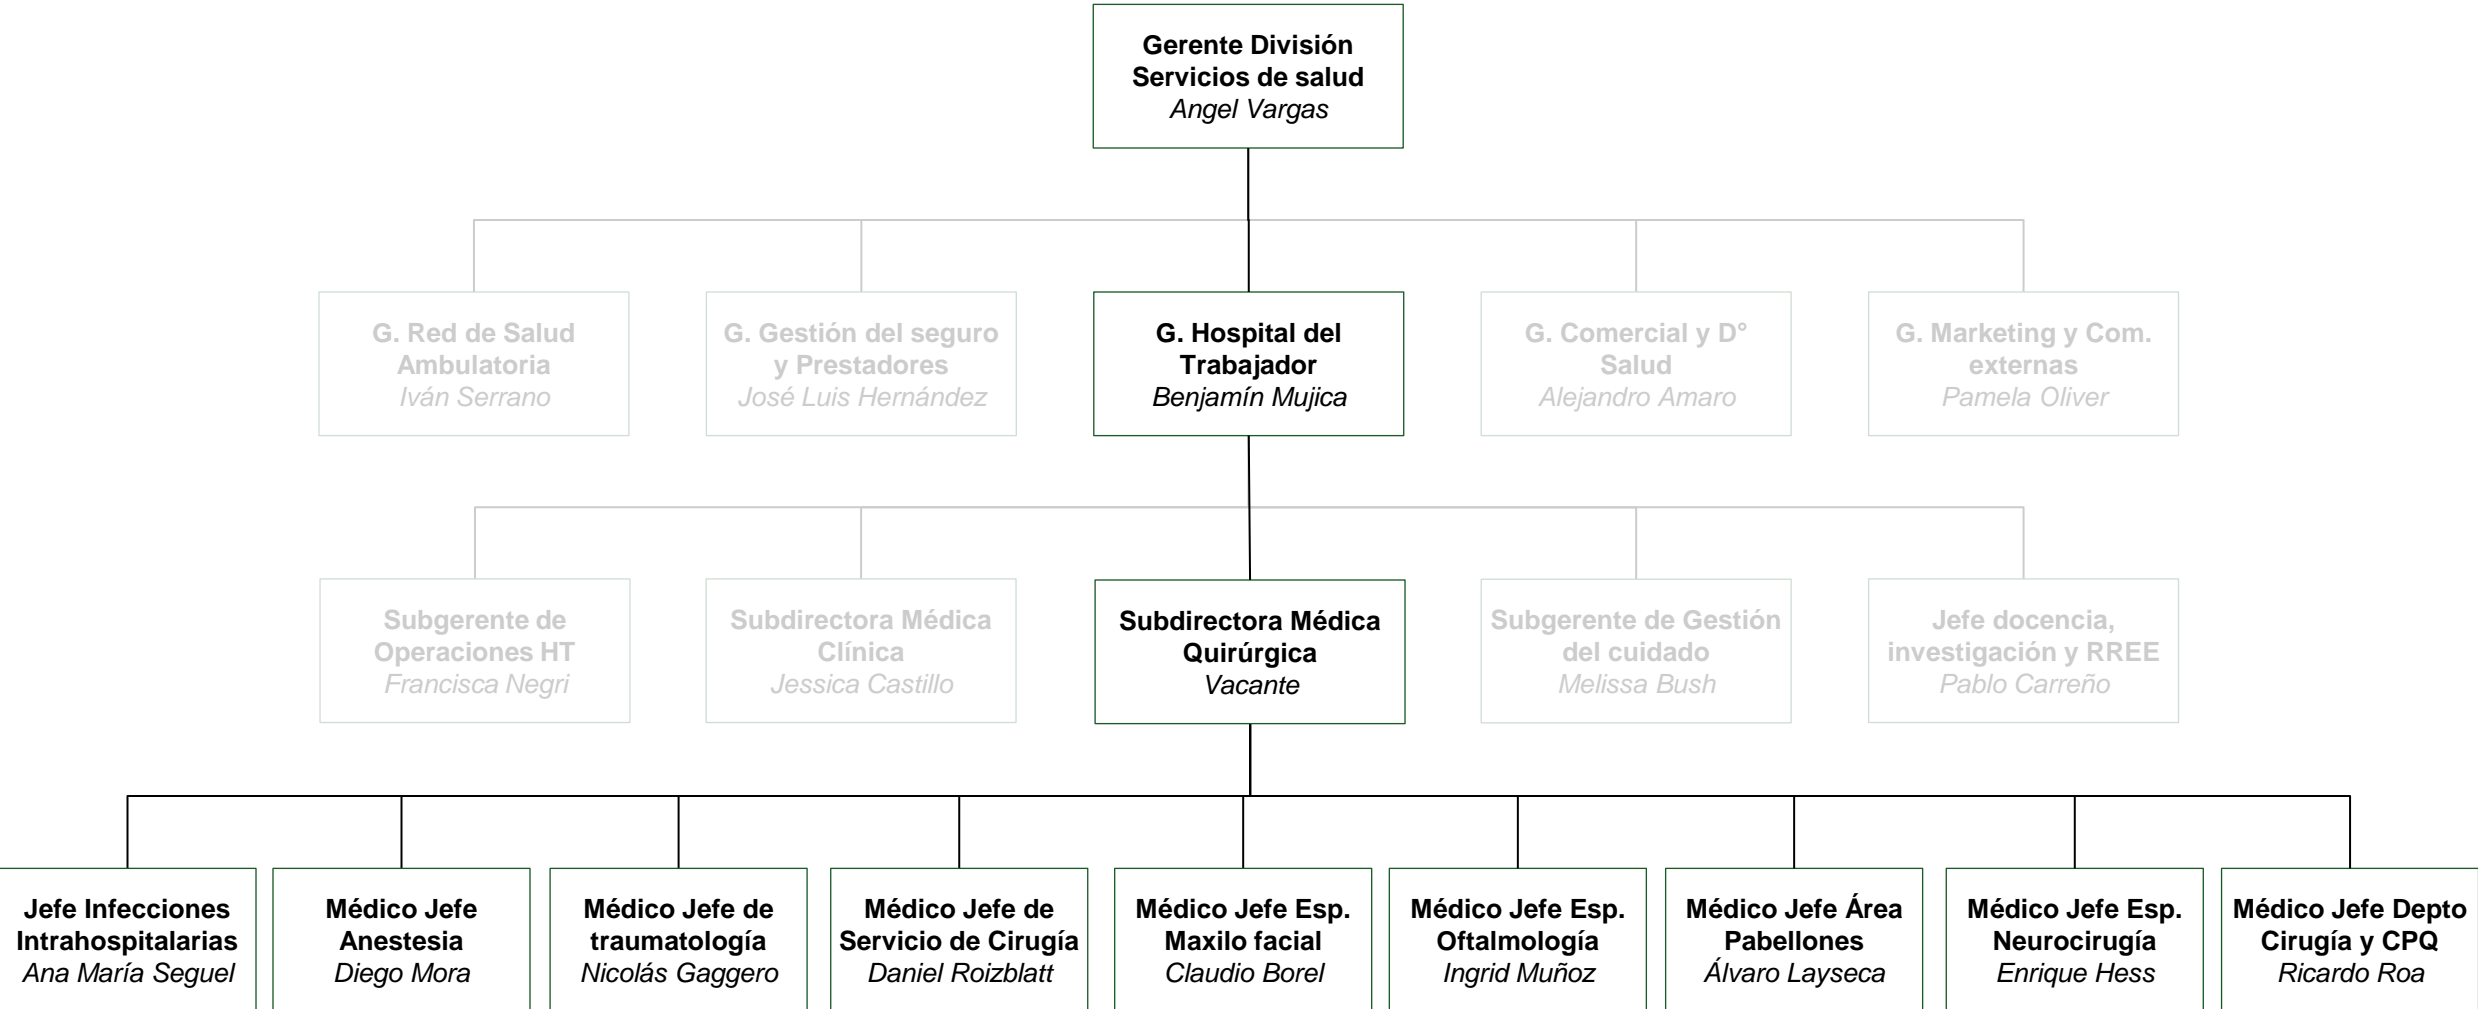 Gerente División
Servicios de salud
Angel Vargas
G. Red de Salud
Ambulatoria
Iván Serrano
G. Gestión del seguro
y Prestadores
José Luis Hernández
G. Hospital del
Trabajador
Benjamín Mujica
G. Comercial y D°
Salud
Alejandro Amaro
G. Marketing y Com.
externas
Pamela Oliver
Subgerente de
Operaciones HT
Francisca Negri
Subdirectora Médica
Clínica
Jessica Castillo
Subdirectora Médica
Quirúrgica
Vacante
Subgerente de Gestión
del cuidado
Melissa Bush
Jefe docencia,
investigación y RREE
Pablo Carreño
Jefe Infecciones
Intrahospitalarias
Ana María Seguel
Médico Jefe
Anestesia
Diego Mora
Médico Jefe de
traumatología
Nicolás Gaggero
Médico Jefe de
Servicio de Cirugía
Daniel Roizblatt
Médico Jefe Esp.
Maxilo facial
Claudio Borel
Médico Jefe Esp.
Oftalmología
Ingrid Muñoz
Médico Jefe Área
Pabellones
Álvaro Layseca
Médico Jefe Esp.
Neurocirugía
Enrique Hess
Médico Jefe Depto
Cirugía y CPQ
Ricardo Roa